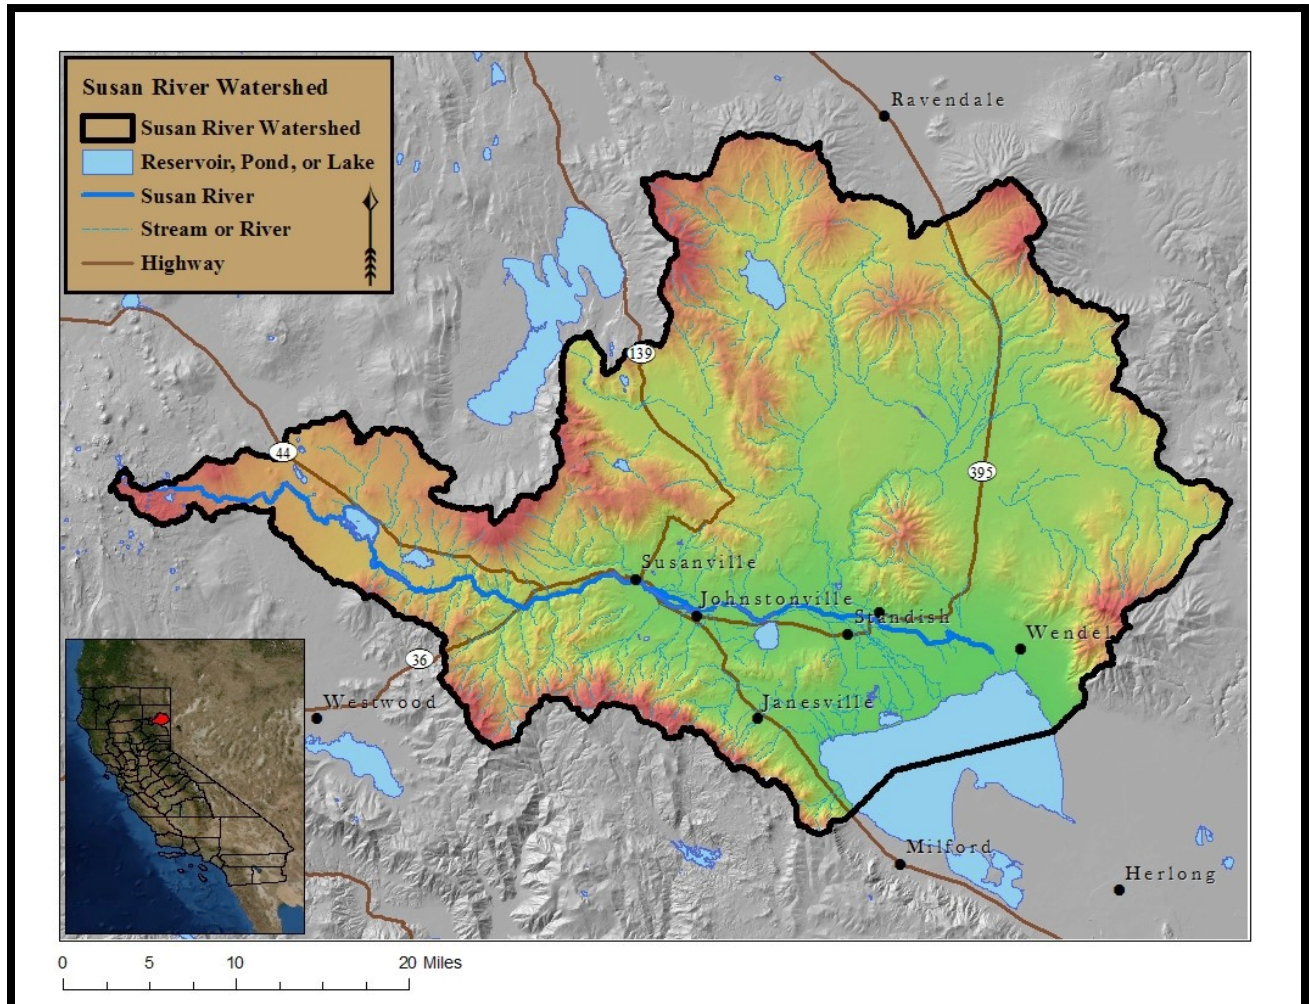 Susan River Watershed
Susan River Watershed
Reservoir, Pond, or Lake
Susan River
Stream or River
Highway
Ravendale
139
44
395
Susanville
Johnstonville
Standish
Wendel
36
Westwood
Janesville
Milford
Herlong
0 5 10 20 Miles